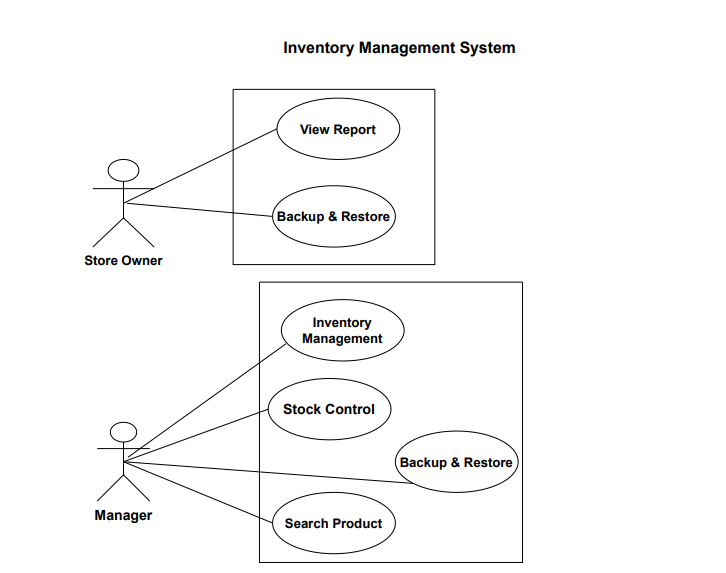 Inventory Management System
View Report
Backup & Restore
Store Owner
Inventory
Management
Stock Control
Backup & Restore
Manager
Search Product